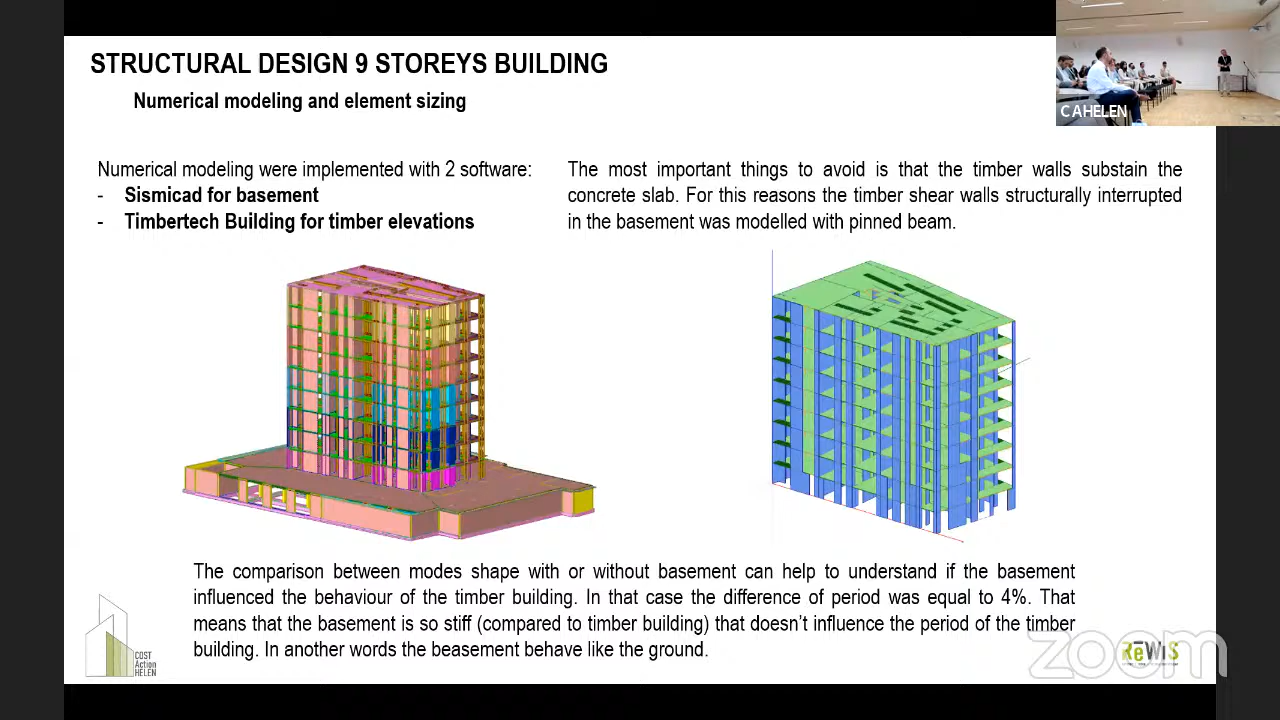 STRUCTURAL DESIGN 9 STOREYS BUILDING
Numerical modeling and element sizing
CAHELEN
Numerical modeling were implemented with 2 software:
- Sismicad for basement
- Timbertech Building for timber elevations
The most important things to avoid is that the timber walls substain the
concrete slab. For this reasons the timber shear walls structurally interrupted
in the basement was modelled with pinned beam.
The comparison between modes shape with or without basement can help to understand if the basement
influenced the behaviour of the timber building. In that case the difference of period was equal to 4%. That
means that the basement is so stiff (compared to timber building) that doesn't influence the period of the timber
building. In another words the beasement behave like the ground.
COST
Action
HELEN
ReWiS
zoom